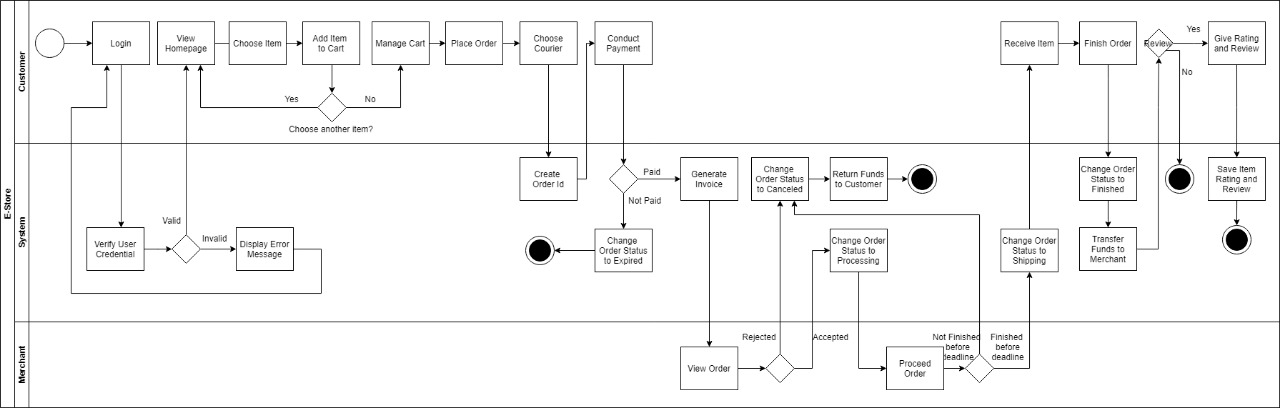 E-Store
Customer
Login
View
Homepage
Choose Item
Add Item
to Cart
Manage Cart
Place Order
Choose
Courier
Conduct
Payment
Receive Item
Finish Order
Review
Yes
Give Rating
and Review
No
Yes
No
Choose another item?
System
Create
Order Id
Paid
Not Paid
Generate
Invoice
Change
Order Status
to Canceled
Return Funds
to Customer
Change Order
Status to
Finished
Save Item
Rating and
Review
Valid
Invalid
Verify User
Credential
Display Error
Message
Change
Order Status
to Expired
Change Order
Status to
Processing
Change Order
Status to
Shipping
Transfer
Funds to
Merchant
Merchant
Rejected
Accepted
View Order
Proceed
Order
Not Finished
before
deadline
Finished
before
deadline